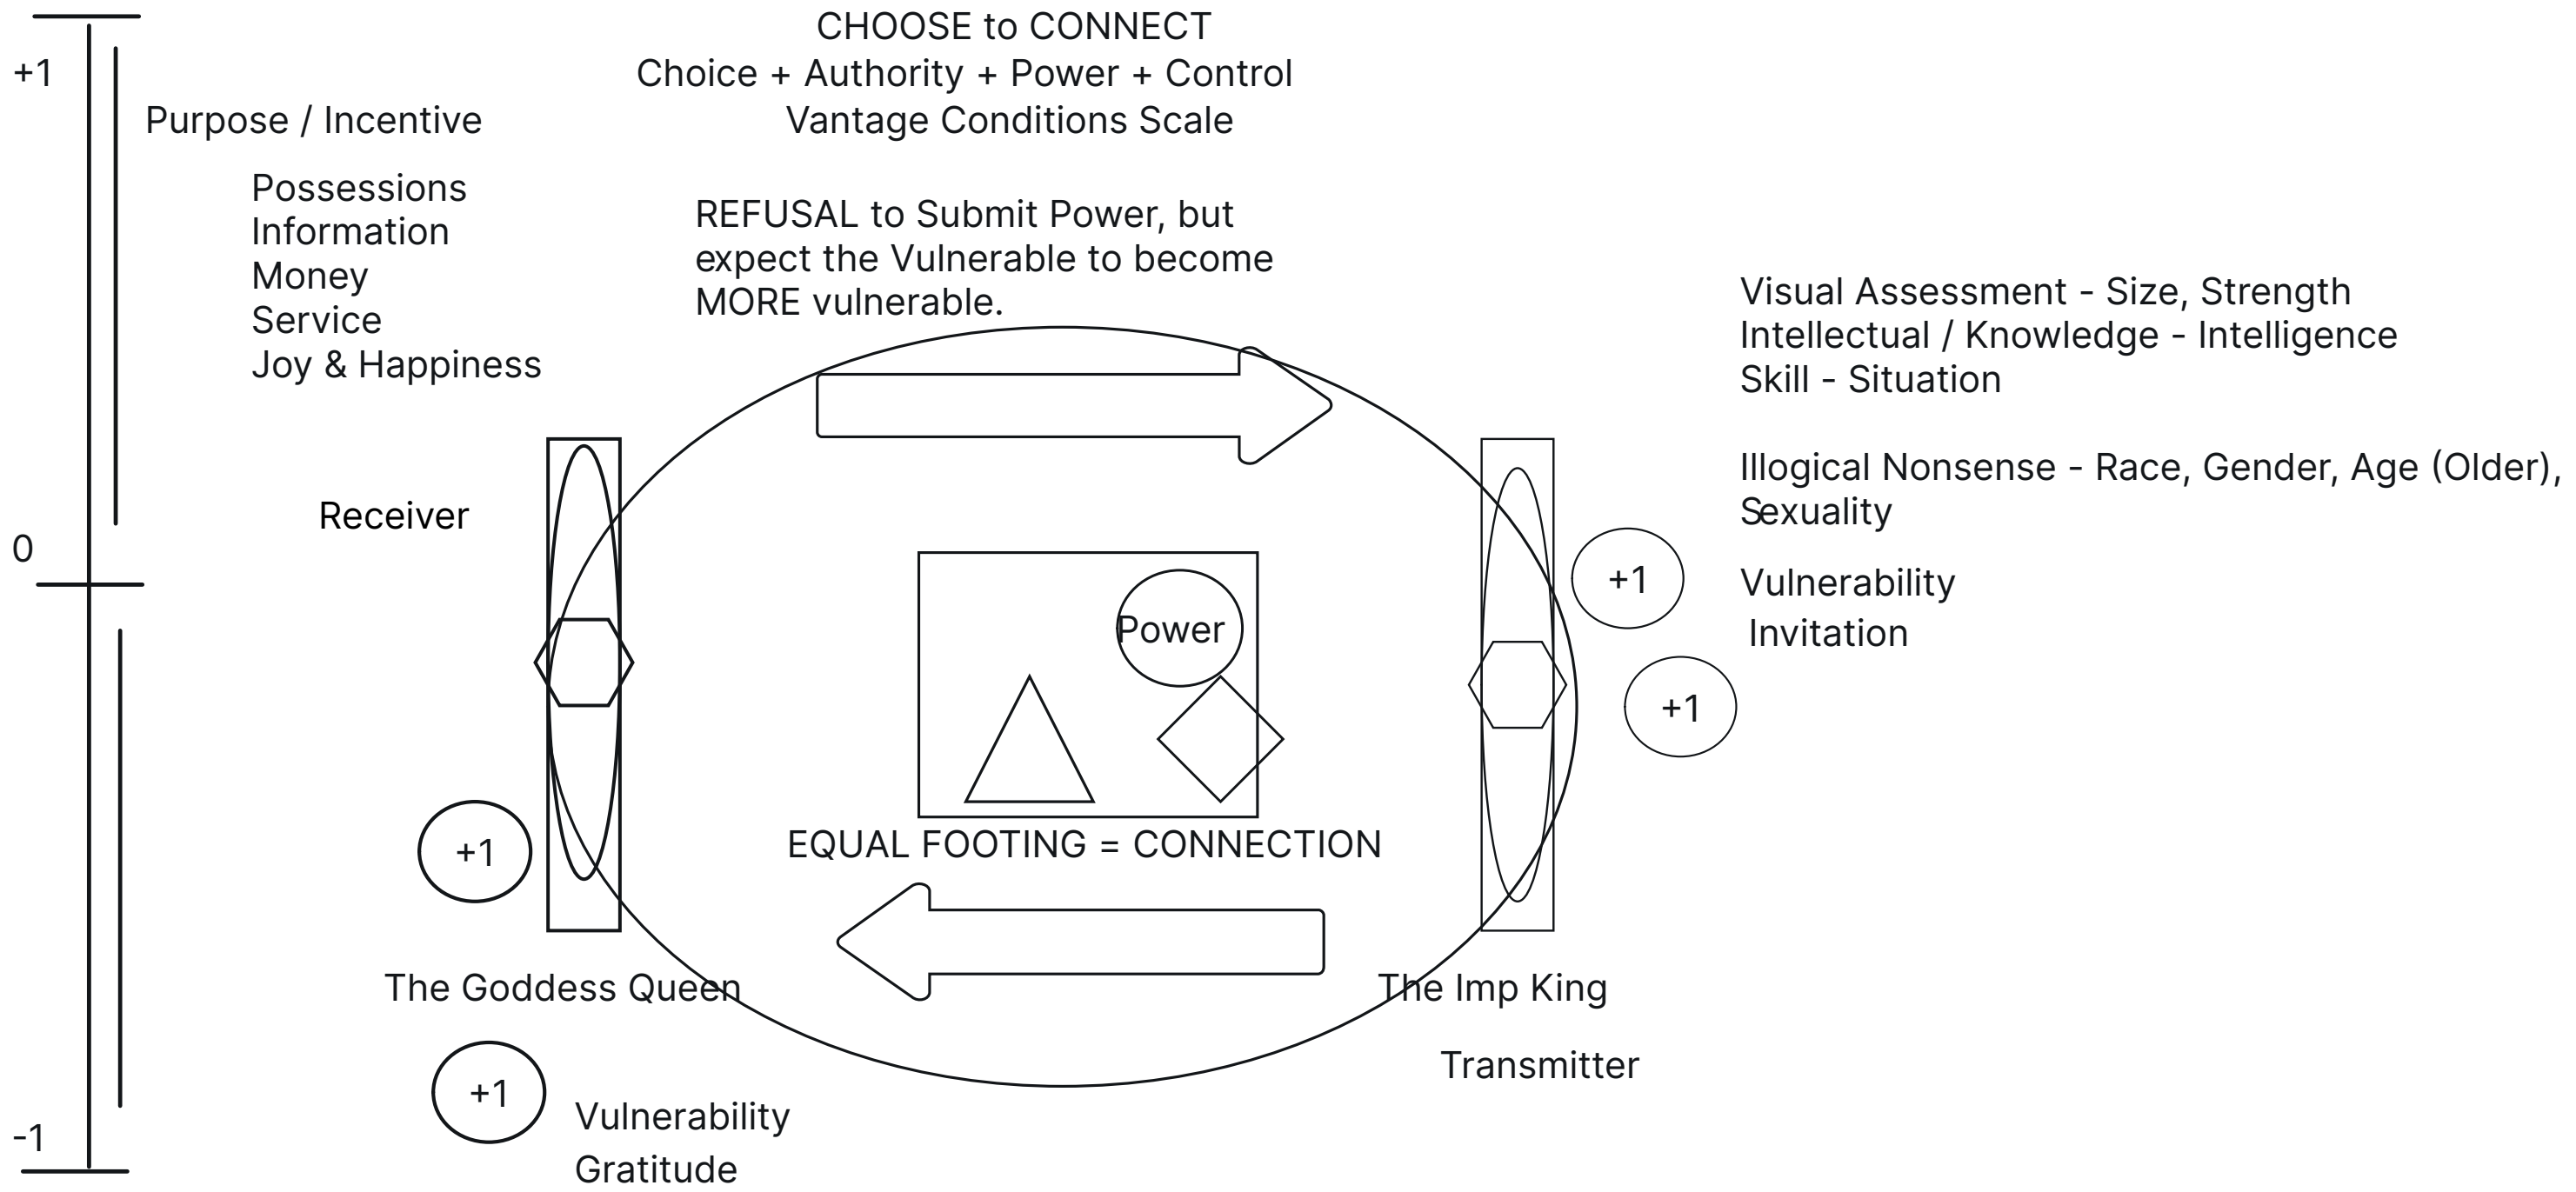 CHOOSE to CONNECT
+1
Choice + Authority + Power + Control
Purpose / Incentive
Vantage Conditions Scale
Possessions
Information
Money
Service
Joy & Happiness
REFUSAL to Submit Power, but
expect the Vulnerable to become
MORE vulnerable.
Visual Assessment - Size, Strength
Intellectual / Knowledge - Intelligence
Skill - Situation
Illogical Nonsense - Race, Gender, Age (Older),
Sexuality
Receiver
0
+1
Vulnerability
Invitation
Power
+1
EQUAL FOOTING = CONNECTION
+1
The Goddess Queen
The Imp King
Transmitter
+1
Vulnerability
Gratitude
-1